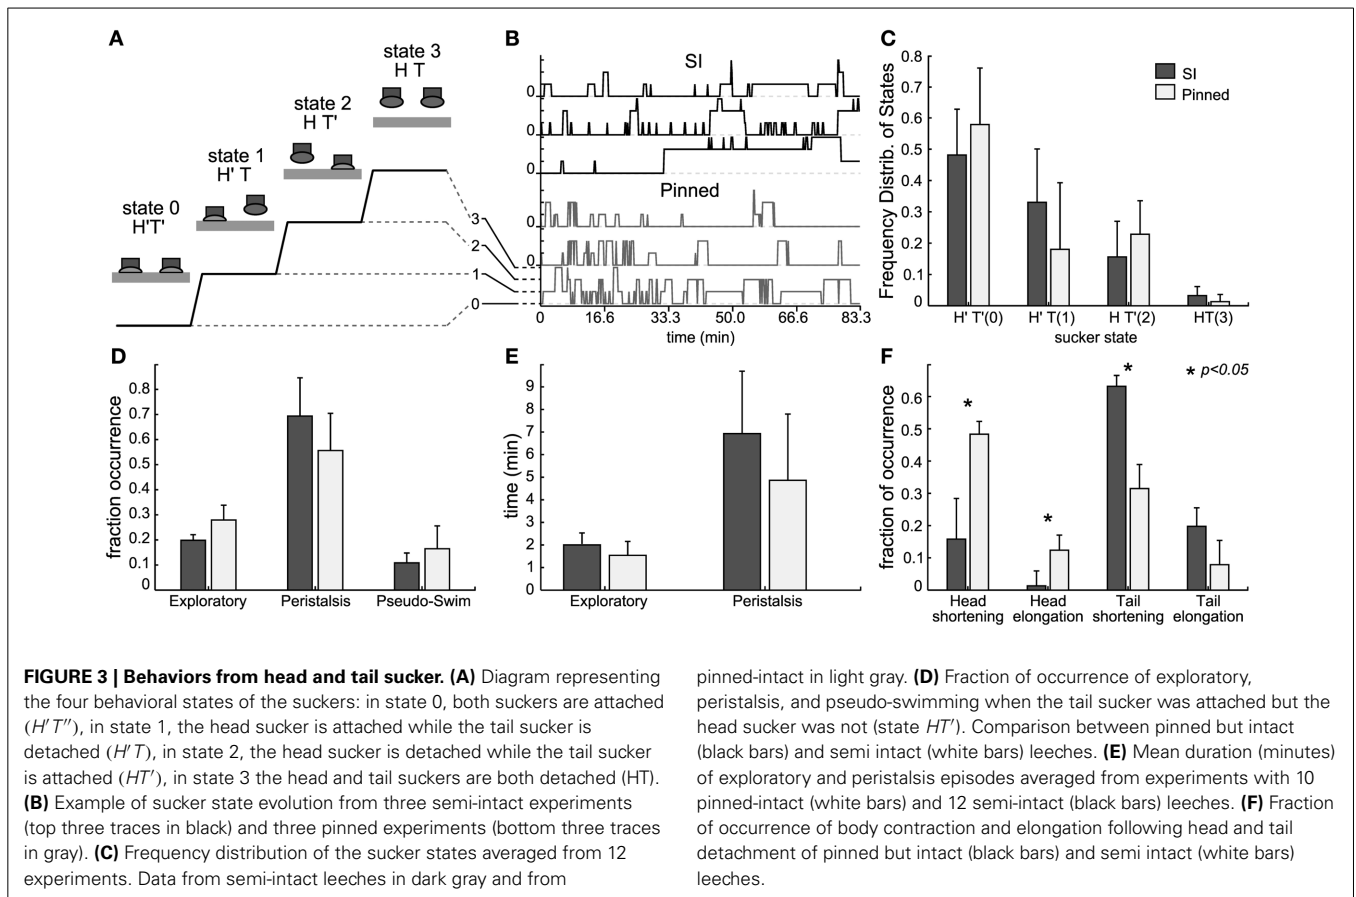 A
state 3
H T
state 2
H T'
state 1
H' T
state 0
H'T'
3
2
1
0
B
SI
0
0
0
Pinned
0
0
0 16.6 33.3 50.0 66.6 83.3
time (min)
C
Frequency Distrib. of States
0.8
0.7
0.6
0.5
0.4
0.3
0.2
0.1
0
SI
Pinned
H' T'(0) H' T(1) H T'(2) HT(3)
sucker state
D
fraction occurrence
0.8
0.7
0.6
0.5
0.4
0.3
0.2
0.1
0
Exploratory Peristalsis Pseudo-Swim
E
time (min)
9
8
7
6
5
4
3
2
1
0
Exploratory Peristalsis
F
fraction of occurrence
0.6
0.5
0.4
0.3
0.2
0.1
0
*
*
*
* p<0.05
Head shortening
Head elongation
Tail shortening
Tail elongation
FIGURE 3 | Behaviors from head and tail sucker. (A) Diagram representing
the four behavioral states of the suckers: in state 0, both suckers are attached
(H'T''), in state 1, the head sucker is attached while the tail sucker is
detached (H'T), in state 2, the head sucker is detached while the tail sucker
is attached (HT'), in state 3 the head and tail suckers are both detached (HT).
(B) Example of sucker state evolution from three semi-intact experiments
(top three traces in black) and three pinned experiments (bottom three traces
in gray). (C) Frequency distribution of the sucker states averaged from 12
experiments. Data from semi-intact leeches in dark gray and from
pinned-intact in light gray. (D) Fraction of occurrence of exploratory,
peristalsis, and pseudo-swimming when the tail sucker was attached but the
head sucker was not (state HT'). Comparison between pinned but intact
(black bars) and semi intact (white bars) leeches. (E) Mean duration (minutes)
of exploratory and peristalsis episodes averaged from experiments with 10
pinned-intact (white bars) and 12 semi-intact (black bars) leeches. (F) Fraction
of occurrence of body contraction and elongation following head and tail
detachment of pinned but intact (black bars) and semi intact (white bars)
leeches.